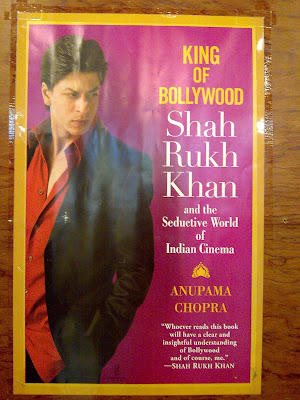 KING
OF
BOLLYWOOD
Shah
Rukh
Khan
and the
Seductive World
of
Indian Cinema
ANUPAMA
CHOPRA
“Whoever reads this book
will have a clear and
insightful understanding
of Bollywood
and of course, me.”
—SHAH RUKH KHAN